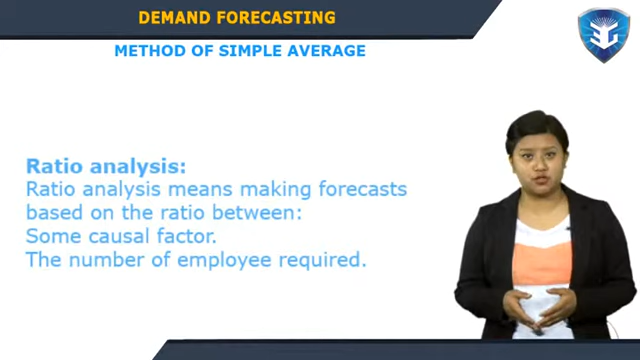 DEMAND FORECASTING
METHOD OF SIMPLE AVERAGE
Ratio analysis:
Ratio analysis means making forecasts
based on the ratio between:
Some causal factor.
The number of employee required.